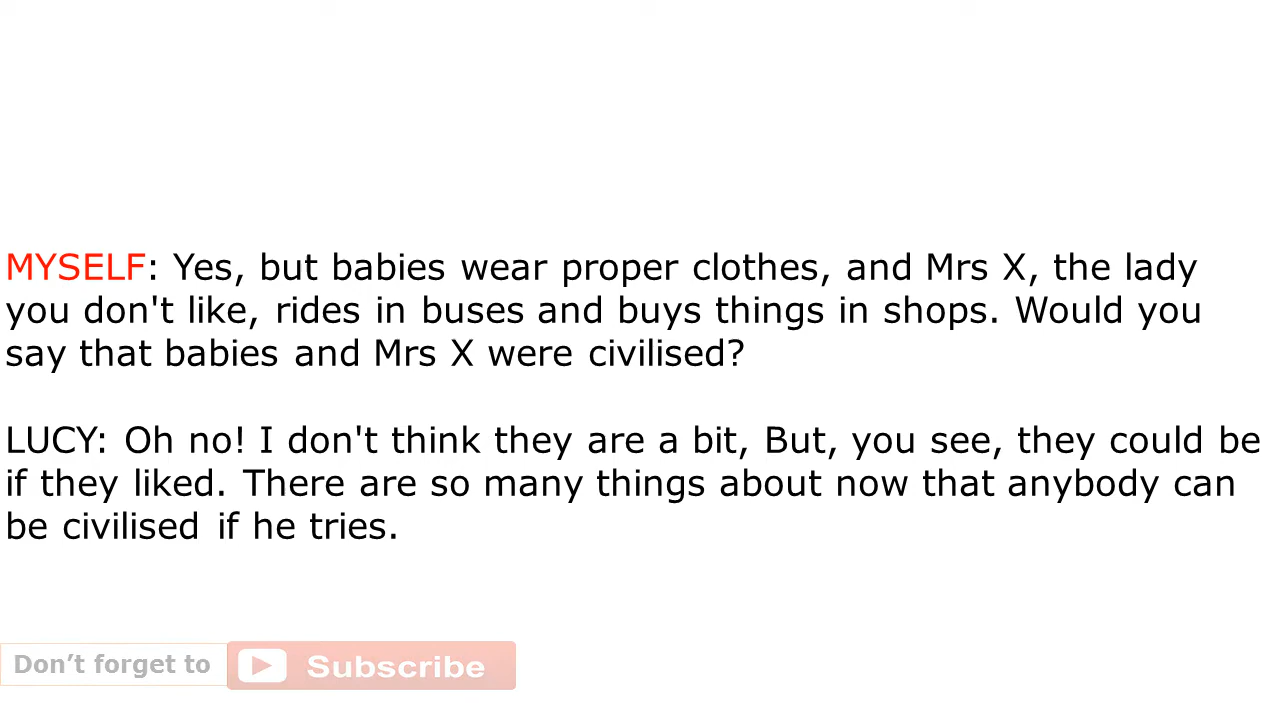 MYSELF: Yes, but babies wear proper clothes, and Mrs X, the lady
you don't like, rides in buses and buys things in shops. Would you
say that babies and Mrs X were civilised?
LUCY: Oh no! I don't think they are a bit, But, you see, they could be
if they liked. There are so many things about now that anybody can
be civilised if he tries.
Don’t forget to Subscribe